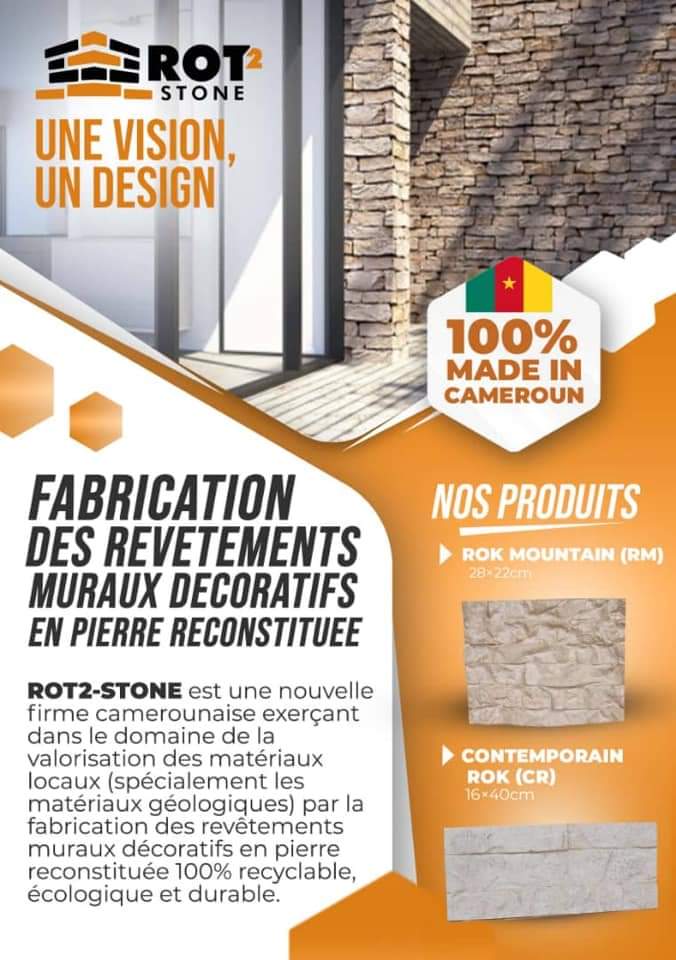 ROT2
STONE
UNE VISION,
UN DESIGN
100%
MADE IN
CAMEROUN
FABRICATION
DES REVETEMENTS
MURAUX DECORATIFS
EN PIERRE RECONSTITUEE
ROT2-STONE est une nouvelle
firme camerounaise exerçant
dans le domaine de la
valorisation des matériaux
locaux (spécialement les
matériaux géologiques) par la
fabrication des revêtements
muraux décoratifs en pierre
reconstituée 100% recyclable,
écologique et durable.
NOS PRODUITS
ROK MOUNTAIN (RM)
28×22cm
CONTEMPORAIN
ROK (CR)
16×40cm